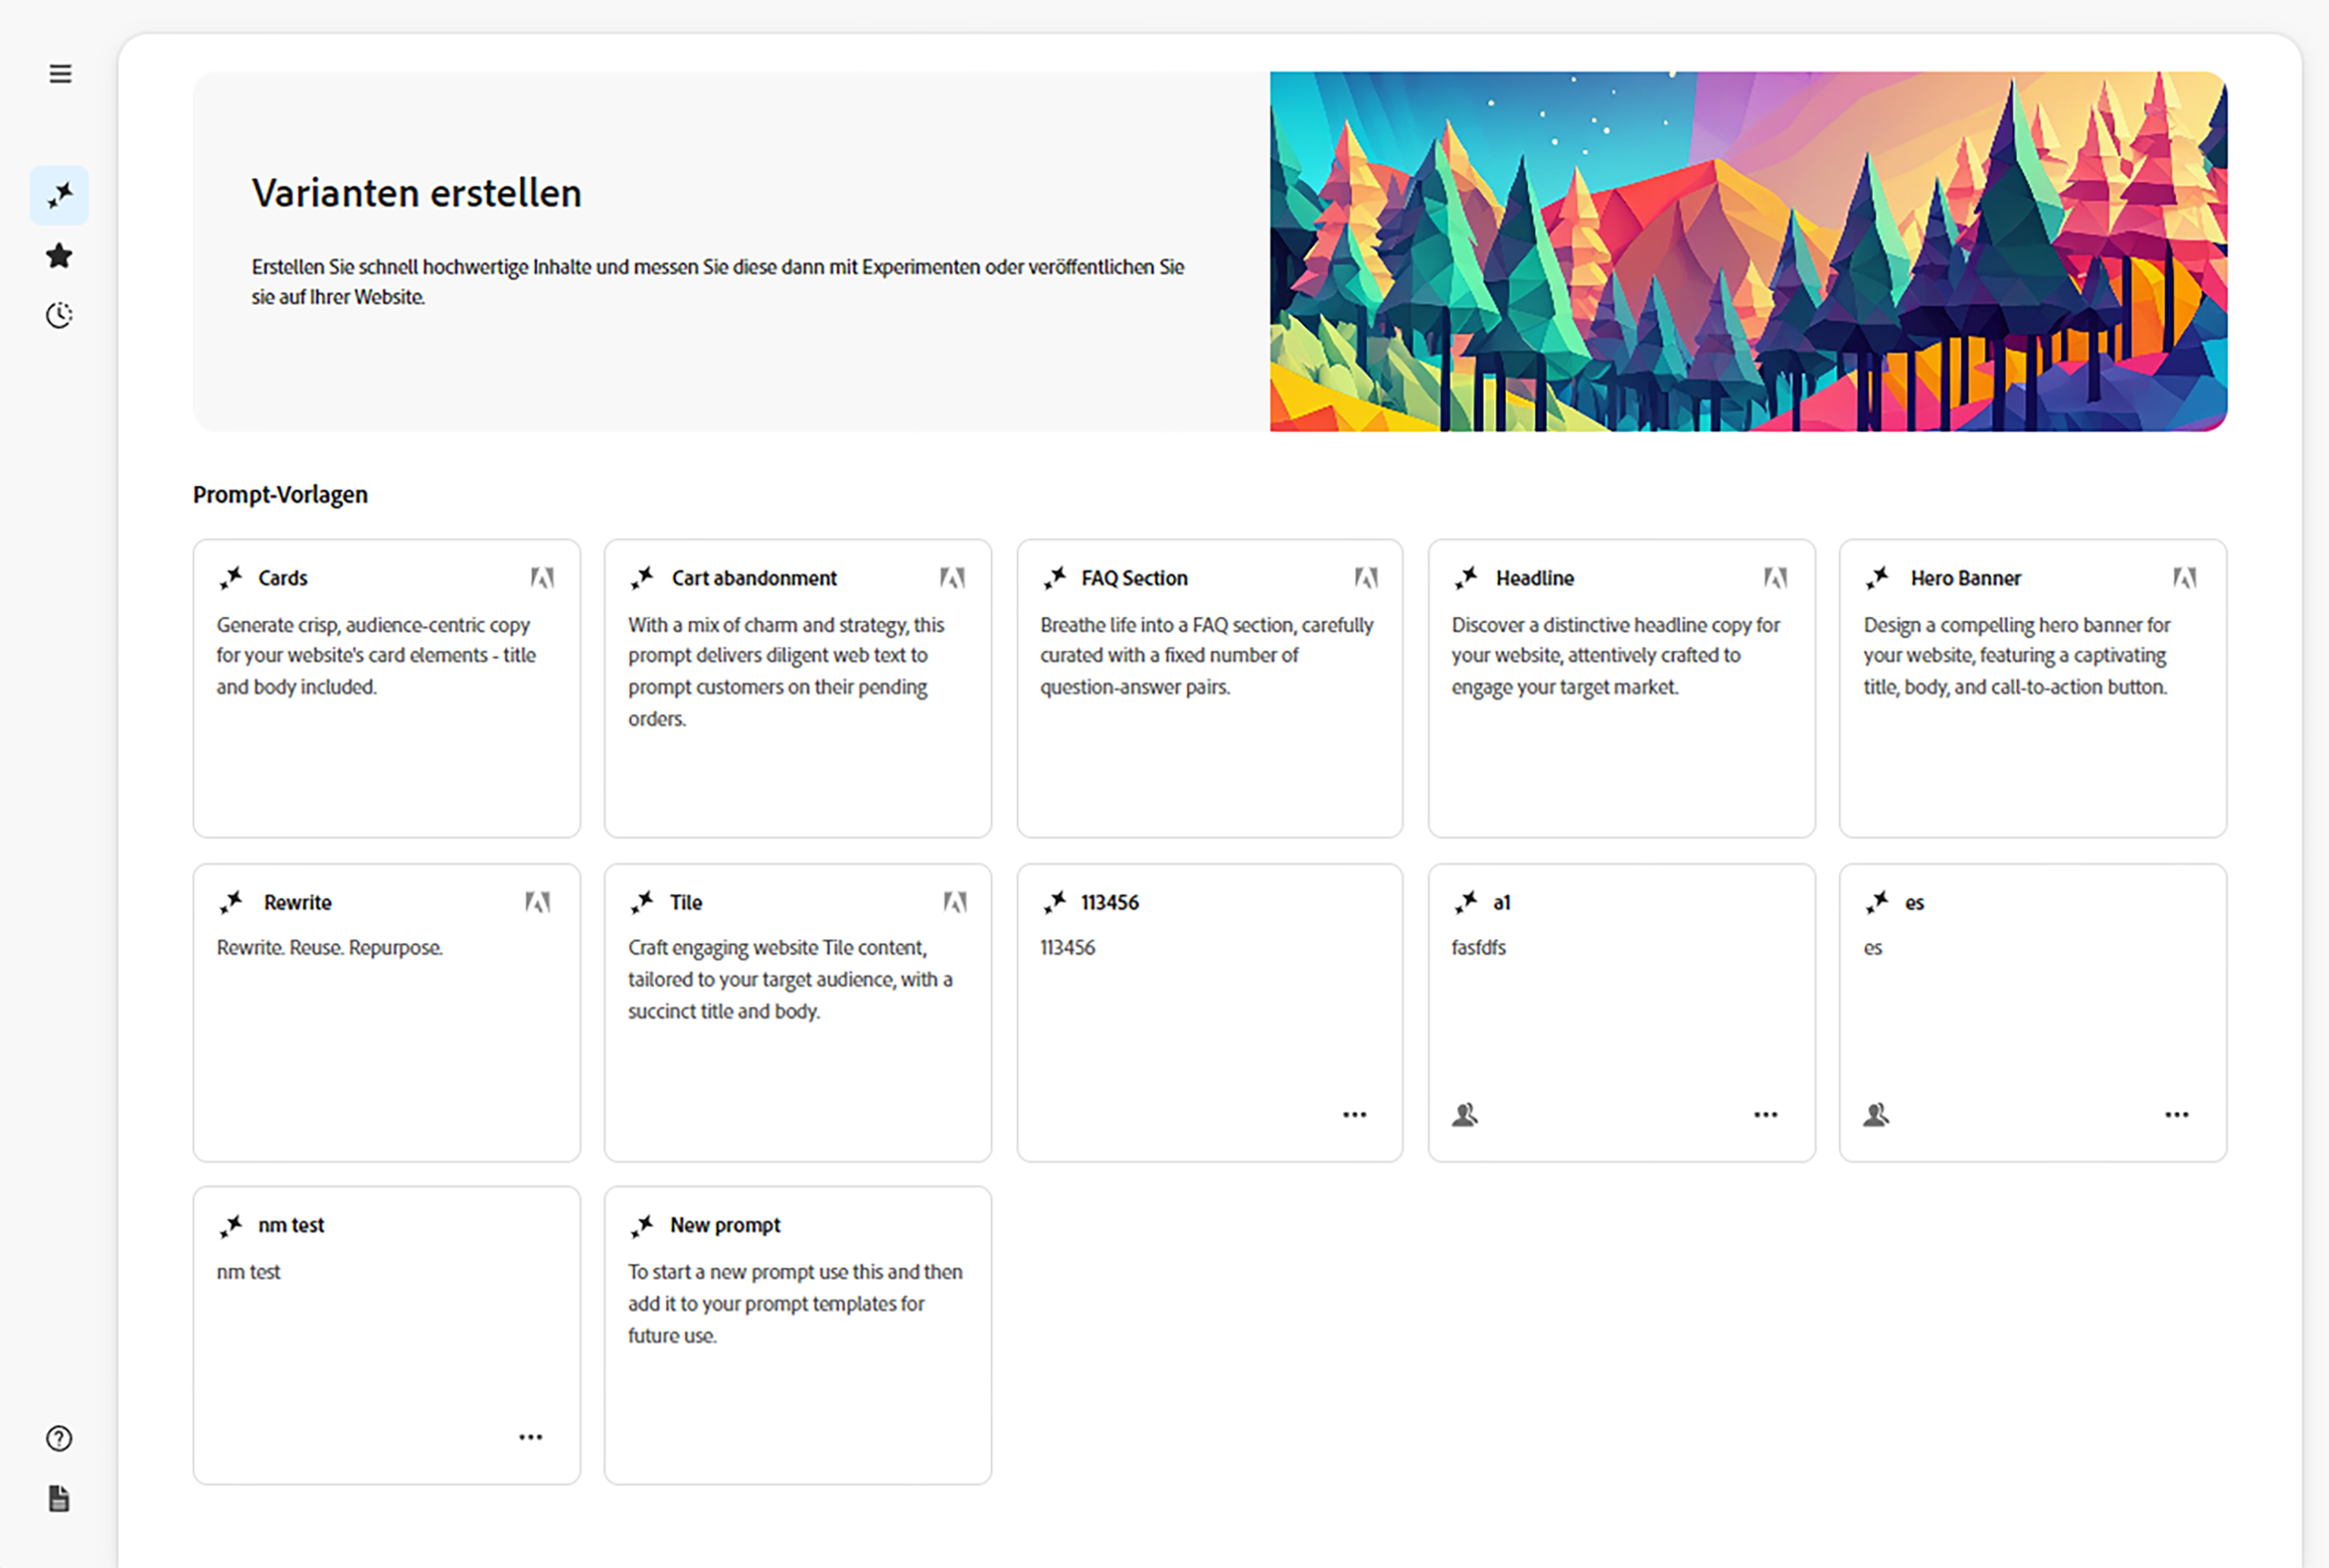 Varianten erstellen
Erstellen Sie schnell hochwertige Inhalte und messen Sie diese dann mit Experimenten oder veröffentlichen Sie
sie auf Ihrer Website.
Prompt-Vorlagen
Cards
Generate crisp, audience-centric copy
for your website's card elements - title
and body included.
Cart abandonment
With a mix of charm and strategy, this
prompt delivers diligent web text to
prompt customers on their pending
orders.
FAQ Section
Breathe life into a FAQ section, carefully
curated with a fixed number of
question-answer pairs.
Headline
Discover a distinctive headline copy for
your website, attentively crafted to
engage your target market.
Hero Banner
Design a compelling hero banner for
your website, featuring a captivating
title, body, and call-to-action button.
Rewrite
Rewrite. Reuse. Repurpose.
Tile
Craft engaging website Tile content,
tailored to your target audience, with a
succinct title and body.
113456
113456
a1
fasfdfs
es
es
nm test
nm test
New prompt
To start a new prompt use this and then
add it to your prompt templates for
future use.